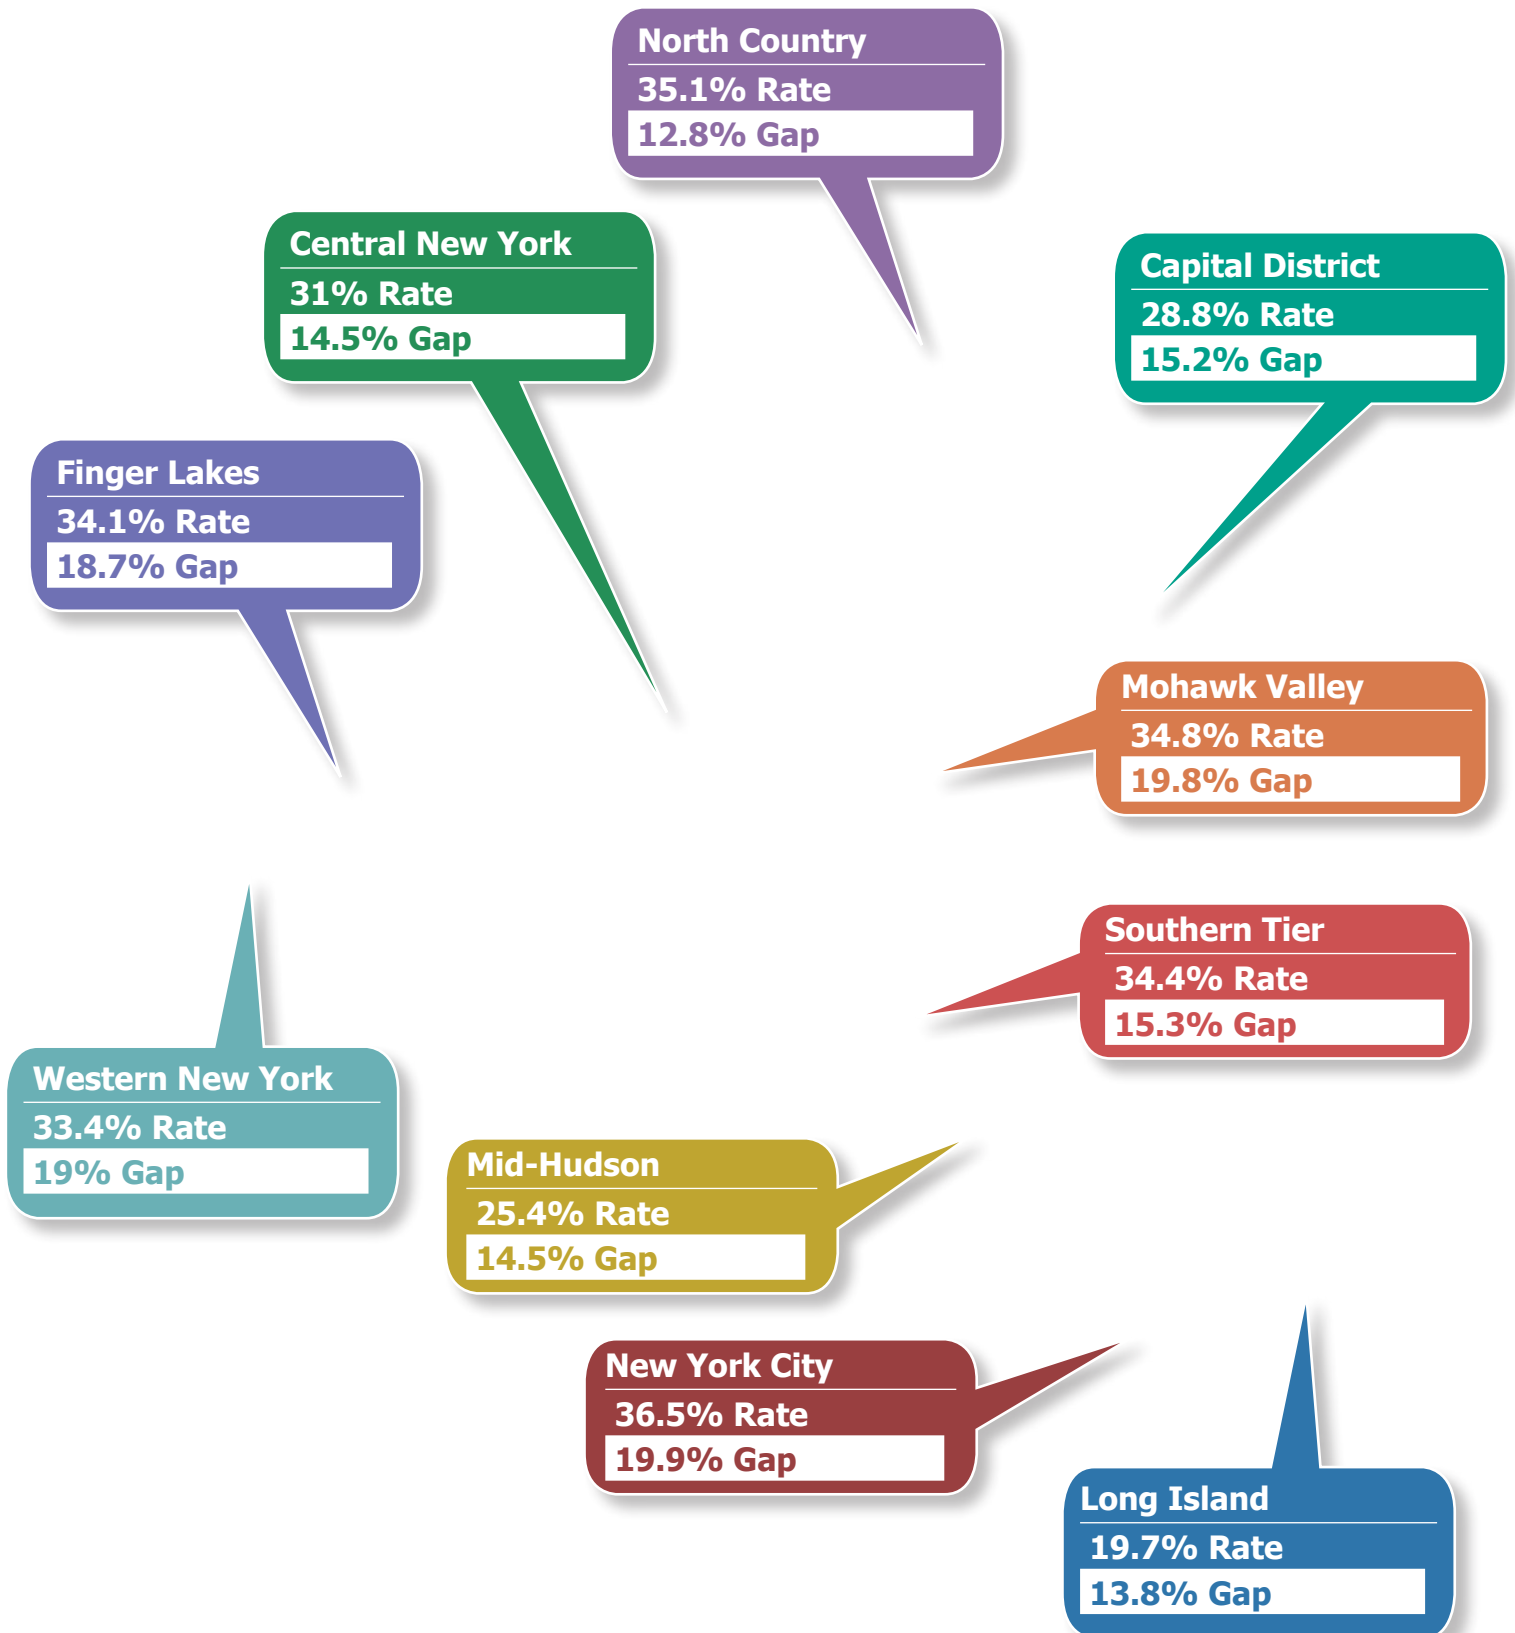 North Country
35.1% Rate
12.8% Gap
Central New York
31% Rate
14.5% Gap
Capital District
28.8% Rate
15.2% Gap
Finger Lakes
34.1% Rate
18.7% Gap
Mohawk Valley
34.8% Rate
19.8% Gap
Southern Tier
34.4% Rate
15.3% Gap
Western New York
33.4% Rate
19% Gap
Mid-Hudson
25.4% Rate
14.5% Gap
New York City
36.5% Rate
19.9% Gap
Long Island
19.7% Rate
13.8% Gap